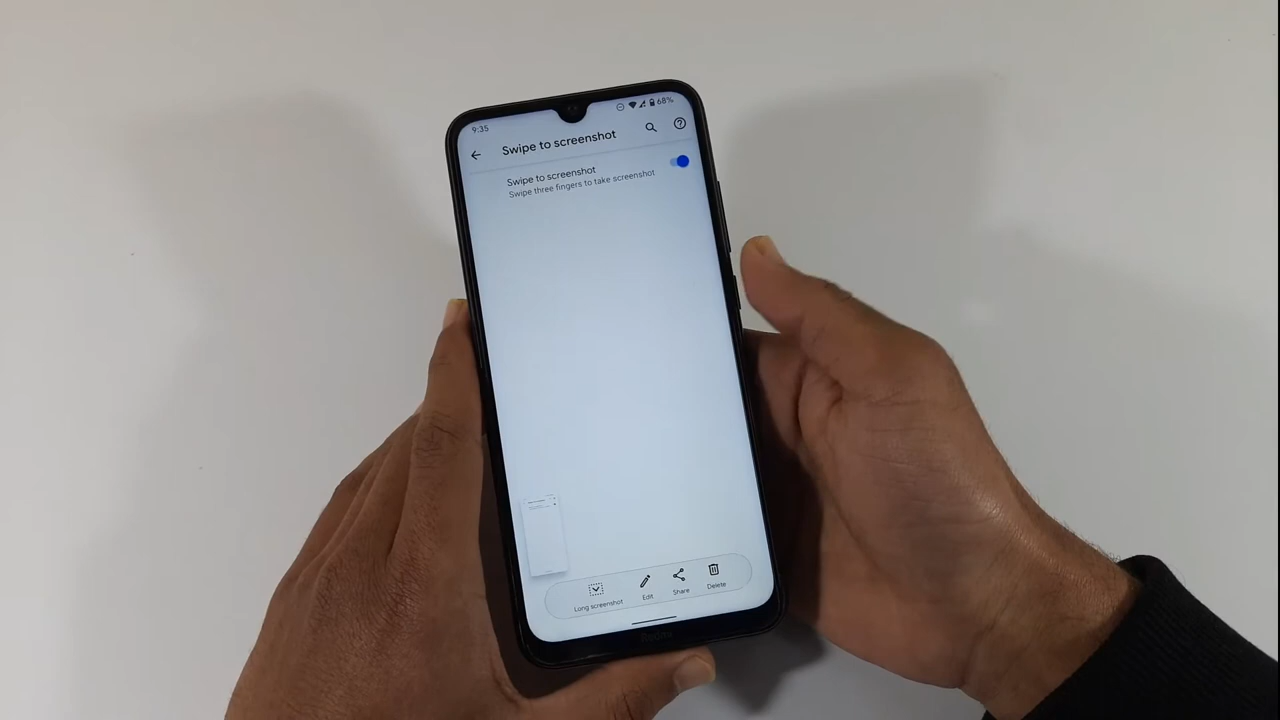 9:35
68%
Swipe to screenshot
Swipe to screenshot
Swipe three fingers to take screenshot
Long screenshot
Edit
Share
Delete
Redmi